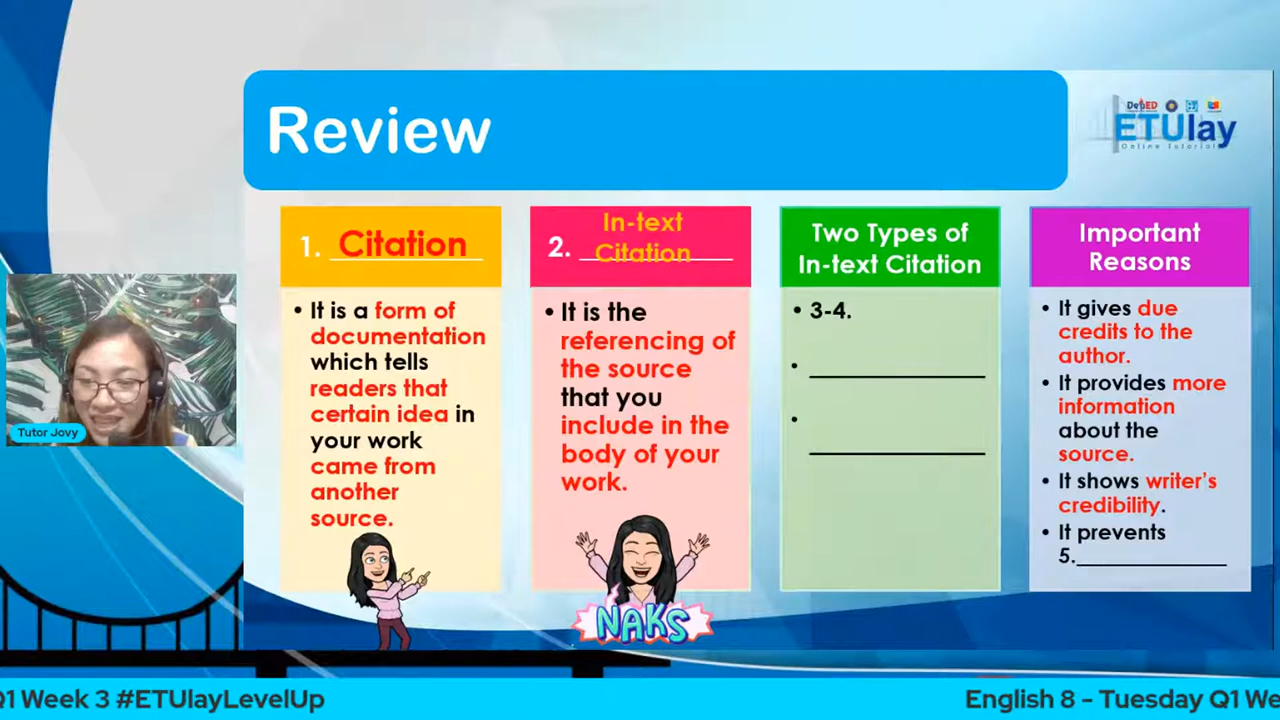 Review
DepED
ETUlay
Online Tutorial
1. Citation
• It is a form of
documentation
which tells
readers that
certain idea in
your work
came from
another
source.
2. In-text
Citation
• It is the
referencing of
the source
that you
include in the
body of your
work.
NAKS
Two Types of
In-text Citation
• 3-4.
•
•
Important
Reasons
• It gives due
credits to the
author.
• It provides more
information
about the
source.
• It shows writer's
credibility.
• It prevents
5.
Tutor Jovy
Q1 Week 3 #ETUlayLevelUp
English 8 - Tuesday Q1 We